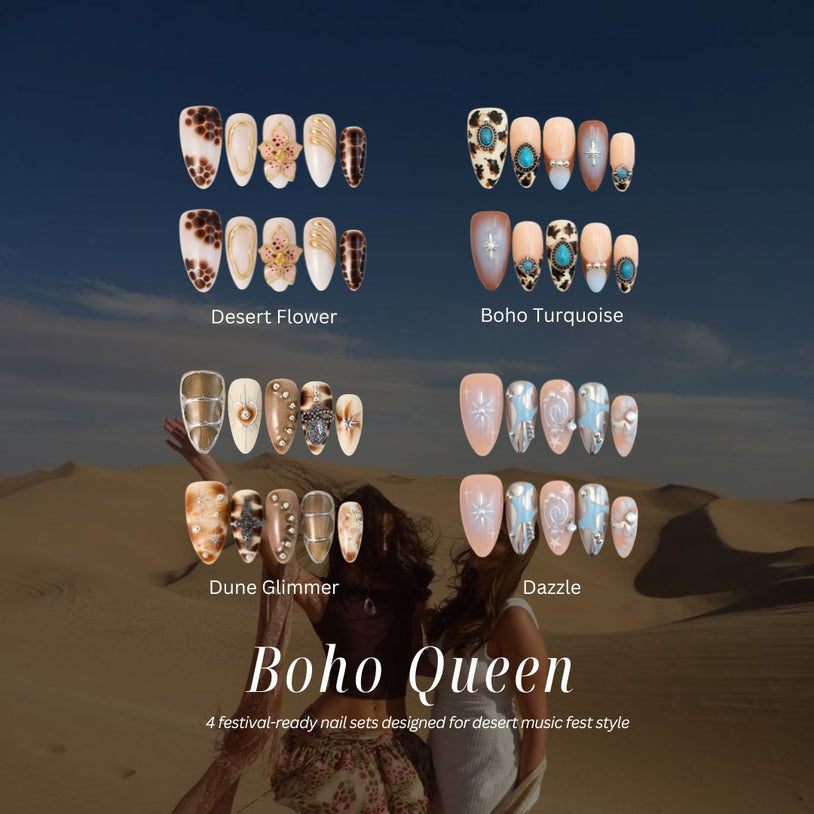 Desert Flower
Boho Turquoise
Dune Glimmer
Dazzle
Boho Queen
4 festival-ready nail sets designed for desert music fest style